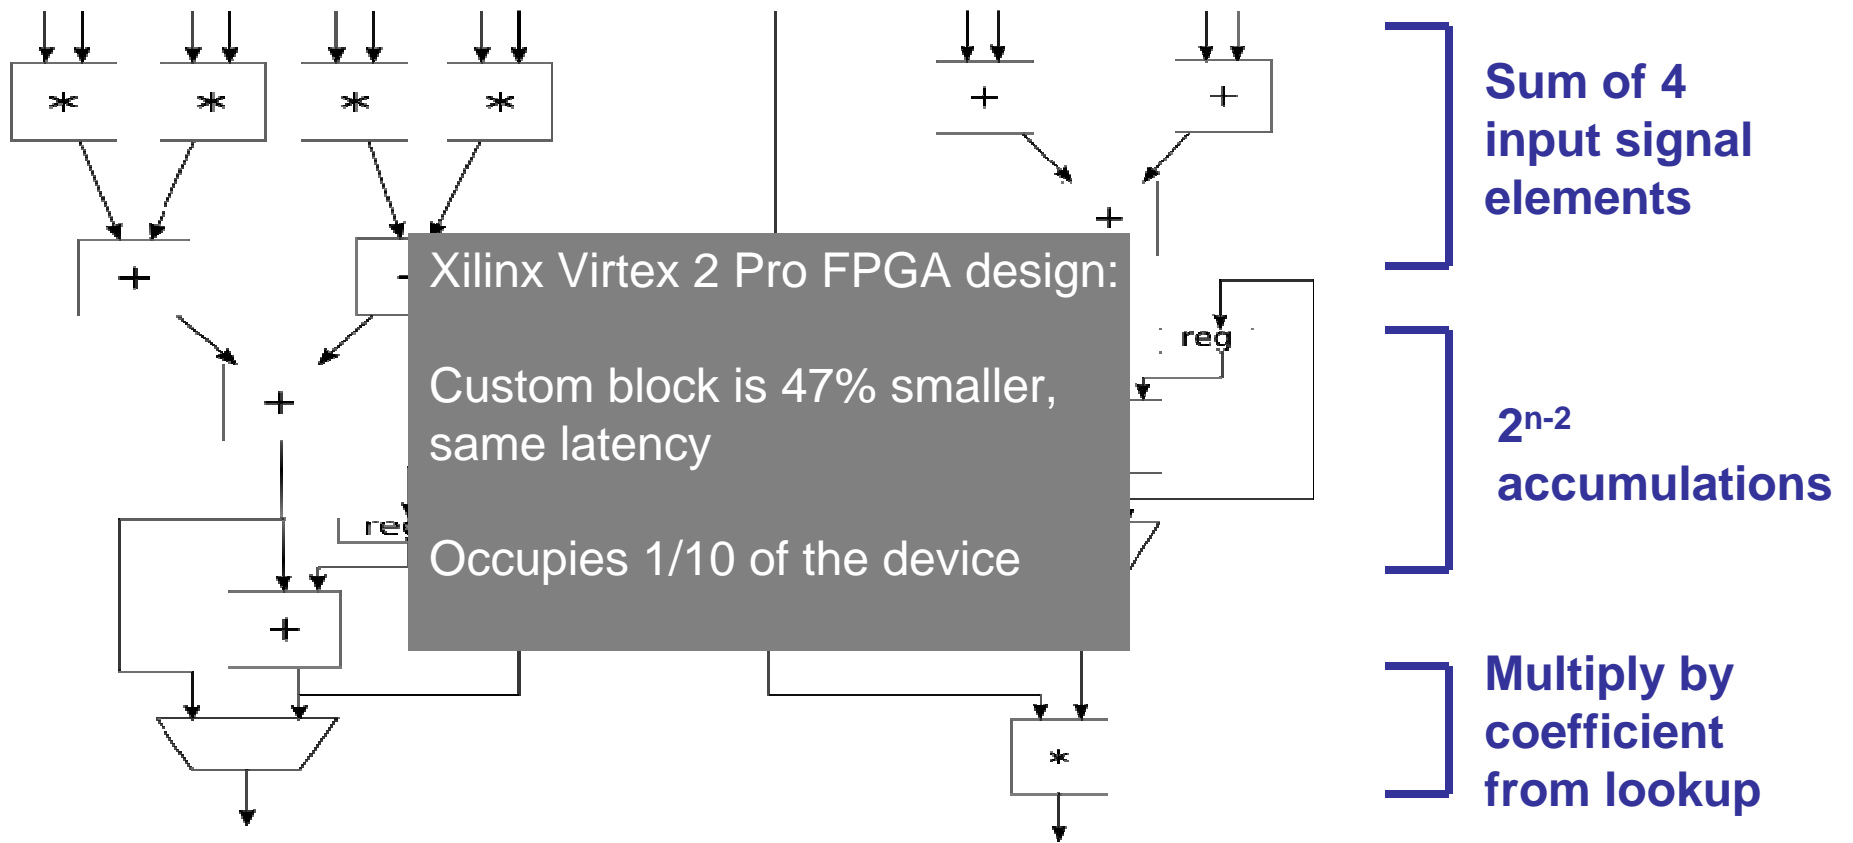 * * * *
+ +
Sum of 4
input signal
elements
+
+
Xilinx Virtex 2 Pro FPGA design:
reg
Custom block is 47% smaller,
same latency
+
2ⁿ⁻²
accumulations
reg
Occupies 1/10 of the device
+
Multiply by
coefficient
from lookup
*